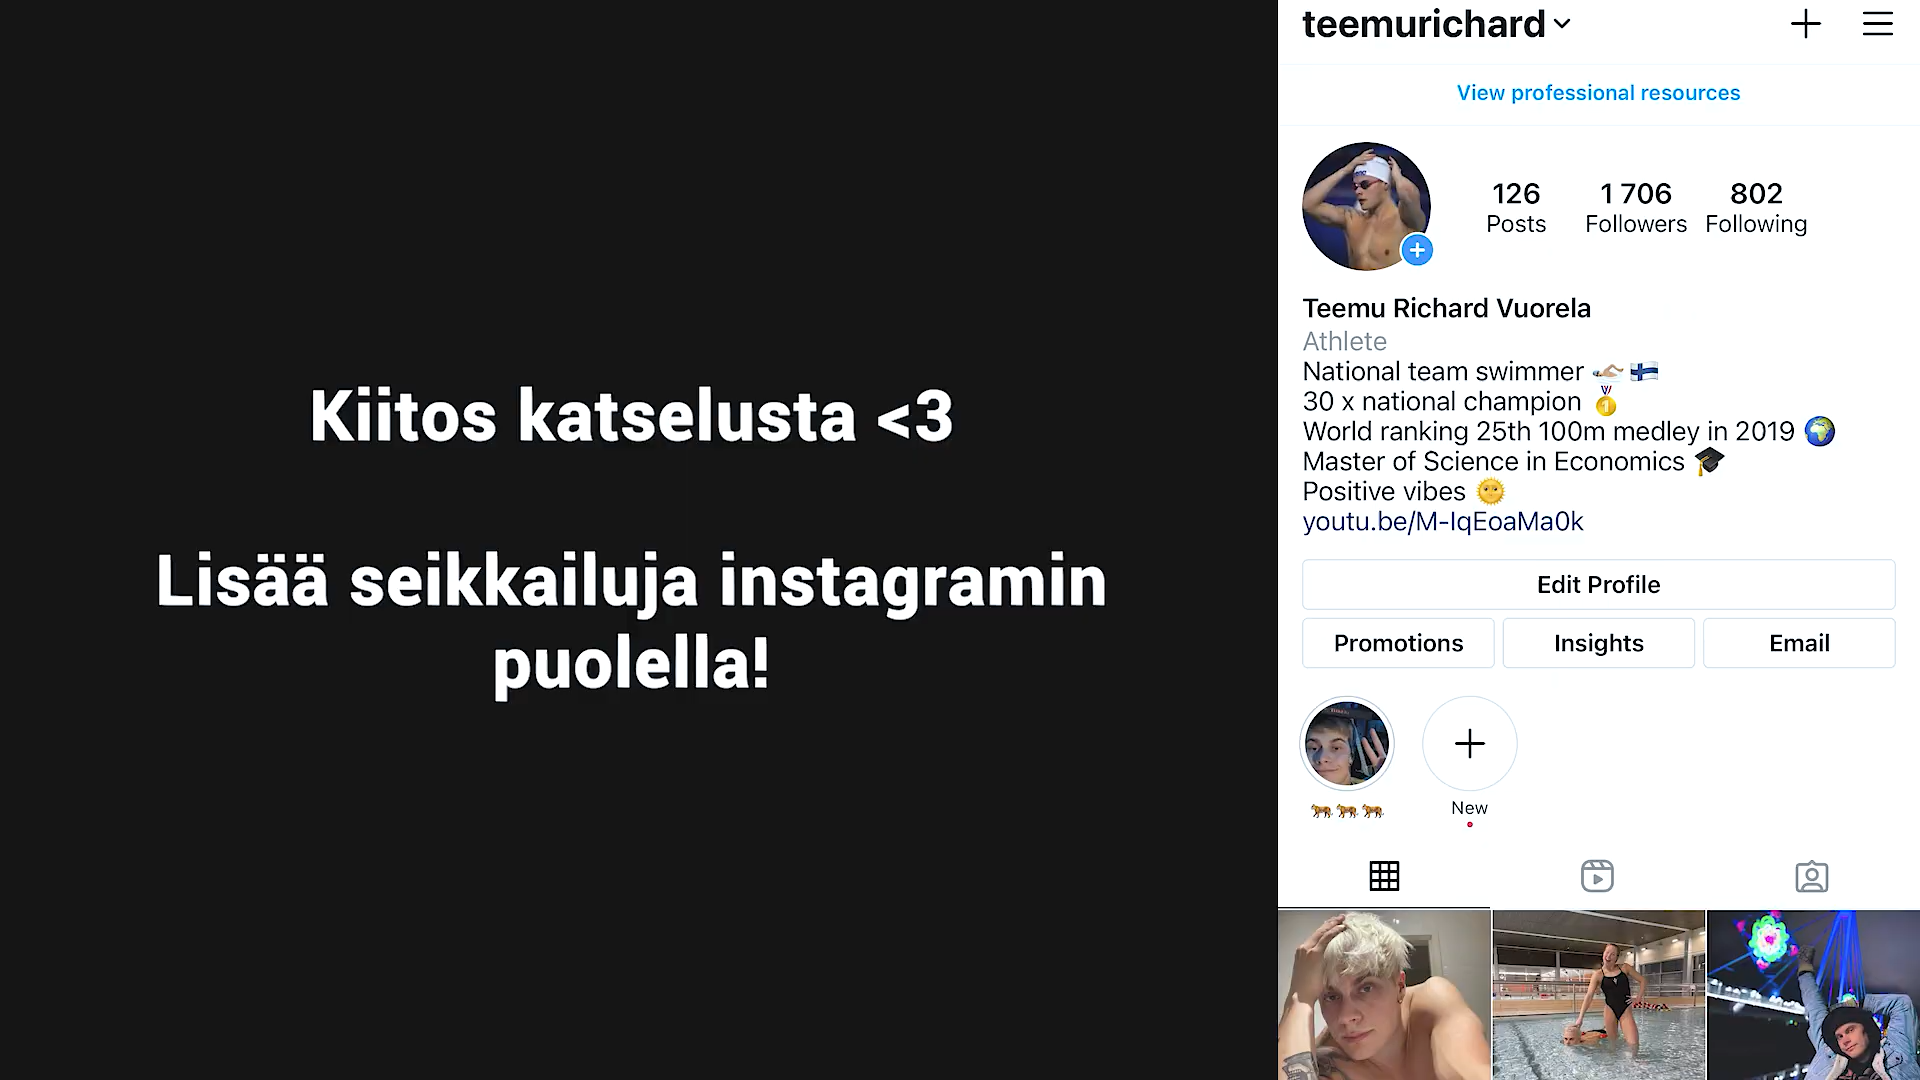 Kiitos katselusta <3
Lisää seikkailuja instagramin
puolella!
teemurichard
View professional resources
126
Posts
1 706
Followers
802
Following
Teemu Richard Vuorela
Athlete
National team swimmer 🏊🏼‍♂️🇫🇮
30 x national champion 🥇
World ranking 25th 100m medley in 2019 🌍
Master of Science in Economics 🎓
Positive vibes 🌞
youtu.be/M-IqEoaMa0k
Edit Profile
Promotions
Insights
Email
🐅🐅🐅
New